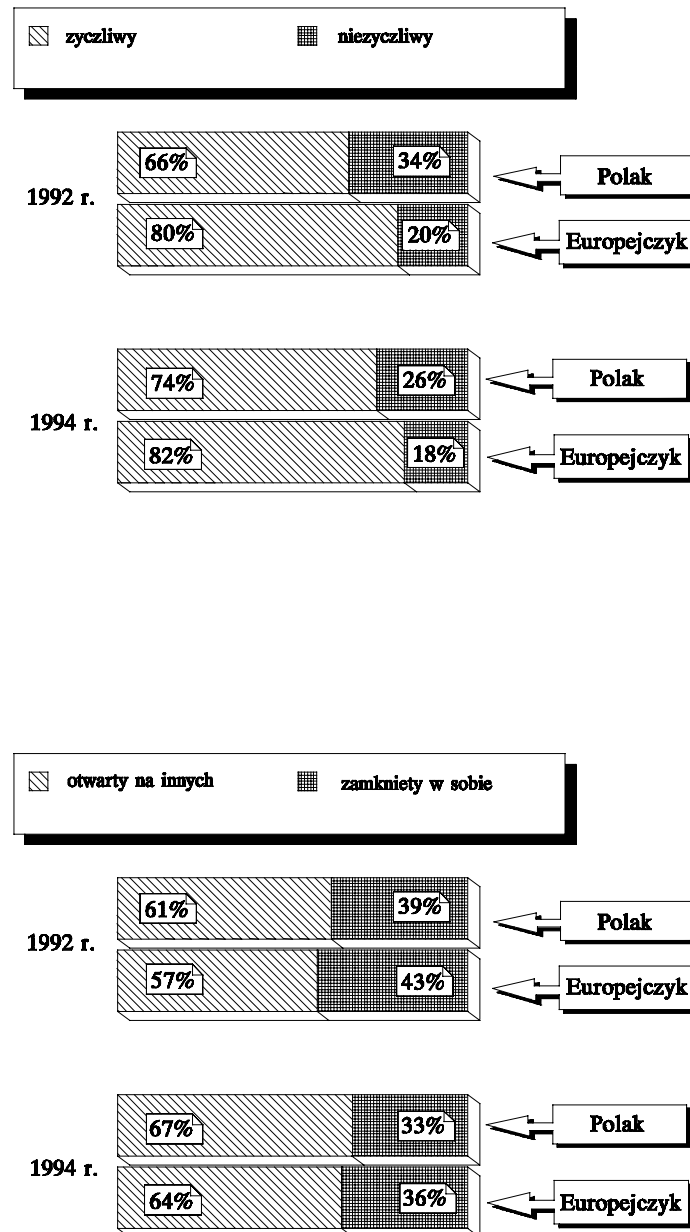 zyczliwy niezyczliwy
66% 34% Polak
1992 r.
80% 20% Europejczyk
74% 26% Polak
1994 r.
82% 18% Europejczyk
otwarty na innych zamkniety w sobie
61% 39% Polak
1992 r.
57% 43% Europejczyk
67% 33% Polak
1994 r.
64% 36% Europejczyk